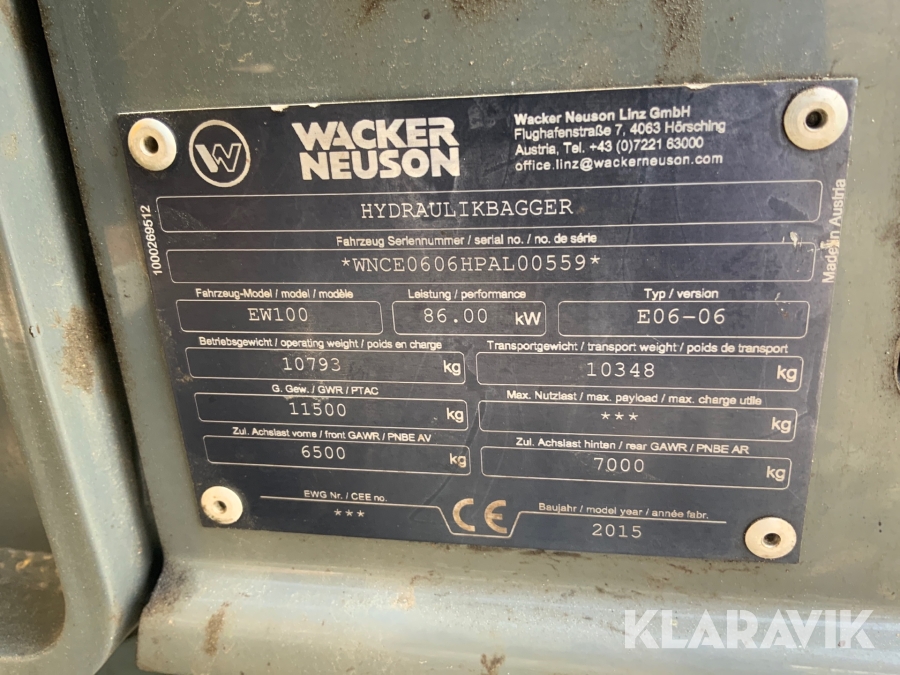 W
WACKER
NEUSON
Wacker Neuson Linz GmbH
Flughafenstraße 7, 4063 Hörsching
Austria, Tel. +43 (0)7221 63000
office.linz@wackerneuson.com
1000269512
Made in Austria
HYDRAULIKBAGGER
Fahrzeug Seriennummer / serial no. / no. de série
*WNCE0606HPAL00559*
Fahrzeug-Model / model / modèle
EW100
Leistung / performance
86.00 kW
Typ / version
E06-06
Betriebsgewicht / operating weight / poids en charge
10793 kg
Transportgewicht / transport weight / poids de transport
10348 kg
G. Gew. / GWR / PTAC
11500 kg
Max. Nutzlast / max. payload / max. charge utile
*** kg
Zul. Achslast vorne / front GAWR / PNBE AV
6500 kg
Zul. Achslast hinten / rear GAWR / PNBE AR
7000 kg
EWG Nr. / CEE no.
***
CE
Baujahr / model year / année fabr.
2015
KLARAVIK